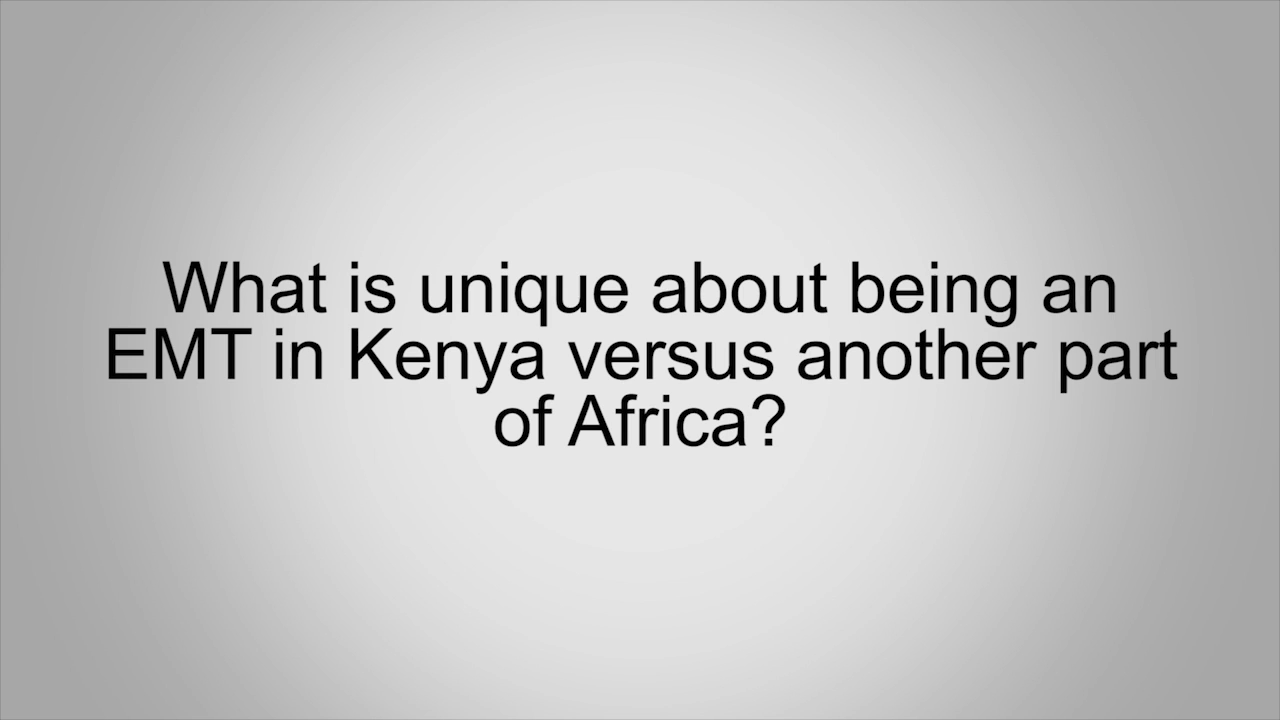 What is unique about being an
EMT in Kenya versus another part
of Africa?